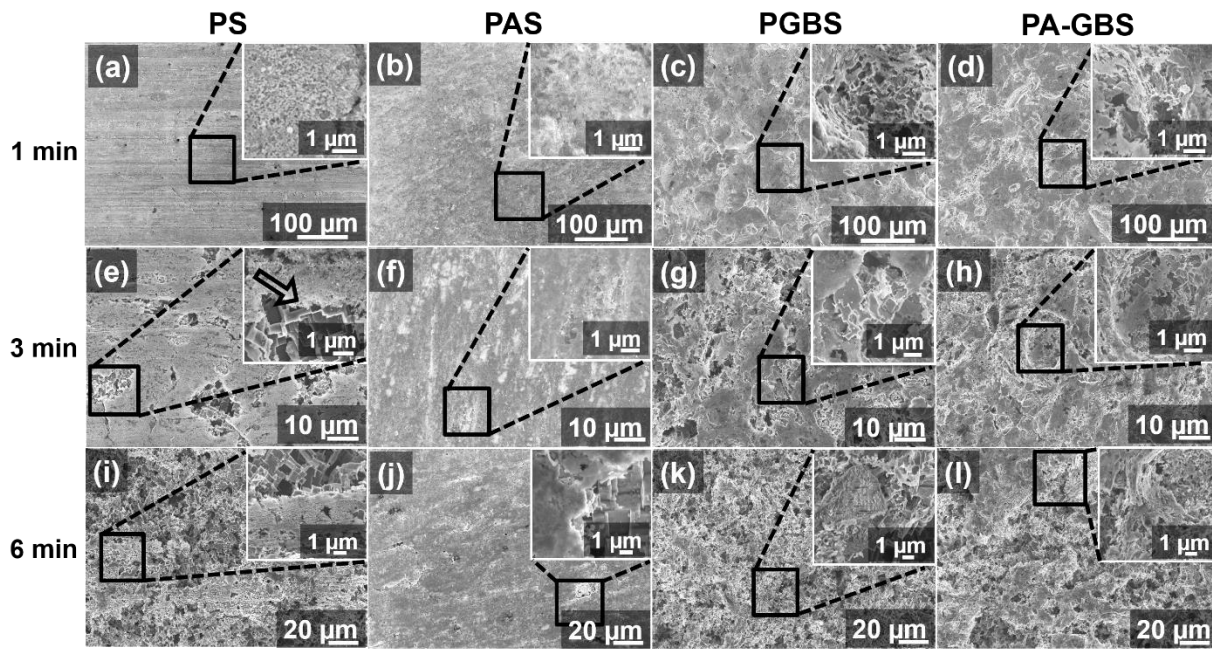 PS PAS PGBS PA-GBS
1 min
(a) 1 µm 100 µm
(b) 1 µm 100 µm
(c) 1 µm 100 µm
(d) 1 µm 100 µm
3 min
(e) 1 µm 10 µm
(f) 1 µm 10 µm
(g) 1 µm 10 µm
(h) 1 µm 10 µm
6 min
(i) 1 µm 20 µm
(j) 1 µm 20 µm
(k) 1 µm 20 µm
(l) 1 µm 20 µm